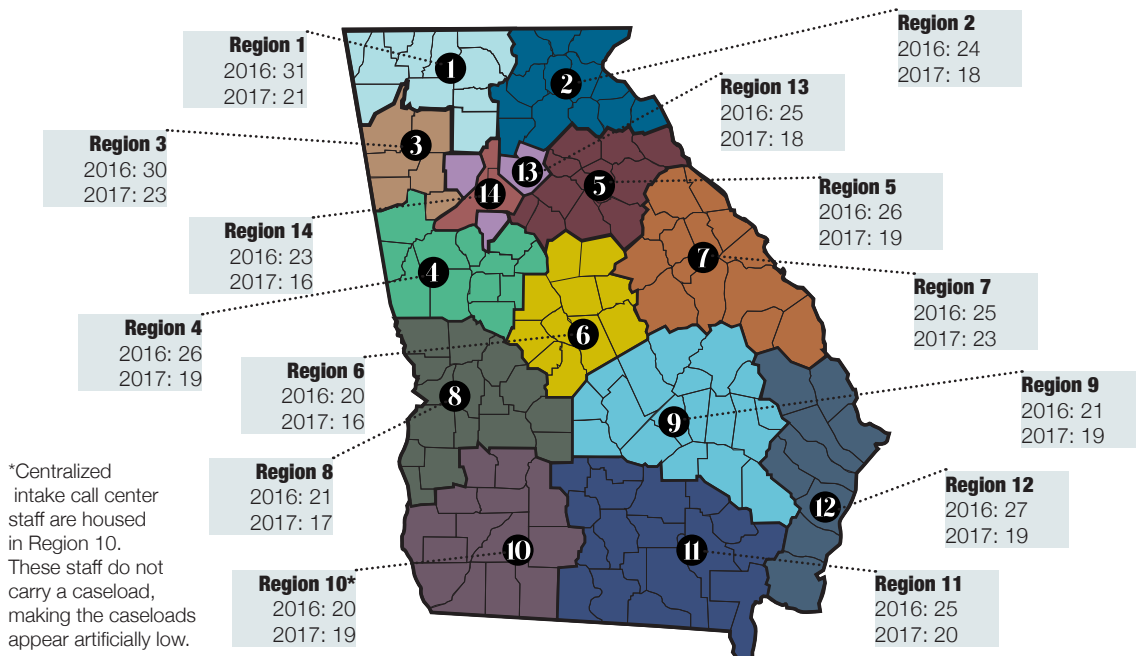 Region 1
2016: 31
2017: 21
Region 2
2016: 24
2017: 18
Region 13
2016: 25
2017: 18
Region 3
2016: 30
2017: 23
Region 5
2016: 26
2017: 19
Region 14
2016: 23
2017: 16
Region 7
2016: 25
2017: 23
Region 4
2016: 26
2017: 19
Region 6
2016: 20
2017: 16
Region 9
2016: 21
2017: 19
Region 8
2016: 21
2017: 17
Region 12
2016: 27
2017: 19
Region 10*
2016: 20
2017: 19
Region 11
2016: 25
2017: 20
*Centralized
intake call center
staff are housed
in Region 10.
These staff do not
carry a caseload,
making the caseloads
appear artificially low.
1
2
3
13
14
5
4
7
6
8
9
12
10
11